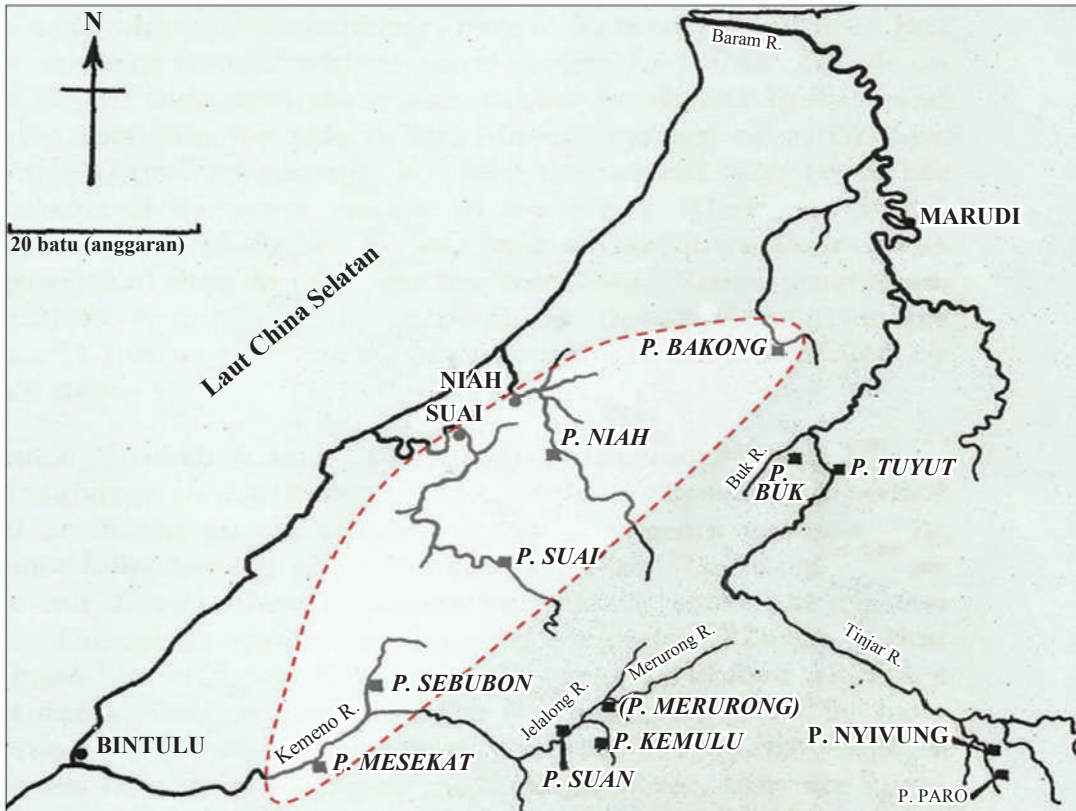 N
Baram R.
MARUDI
20 batu (anggaran)
Laut China Selatan
P. BAKONG
NIAH
SUAI
P. NIAH
Buk R.
P.
BUK
P. TUYUT
P. SUAI
Merurong R.
Tinjar R.
P. SEBUBON
Jelalong R.
(P. MERURONG)
Kemeno R.
BINTULU
P. KEMULU
P. NYIVUNG
P. MESEKAT
P. SUAN
P. PARO